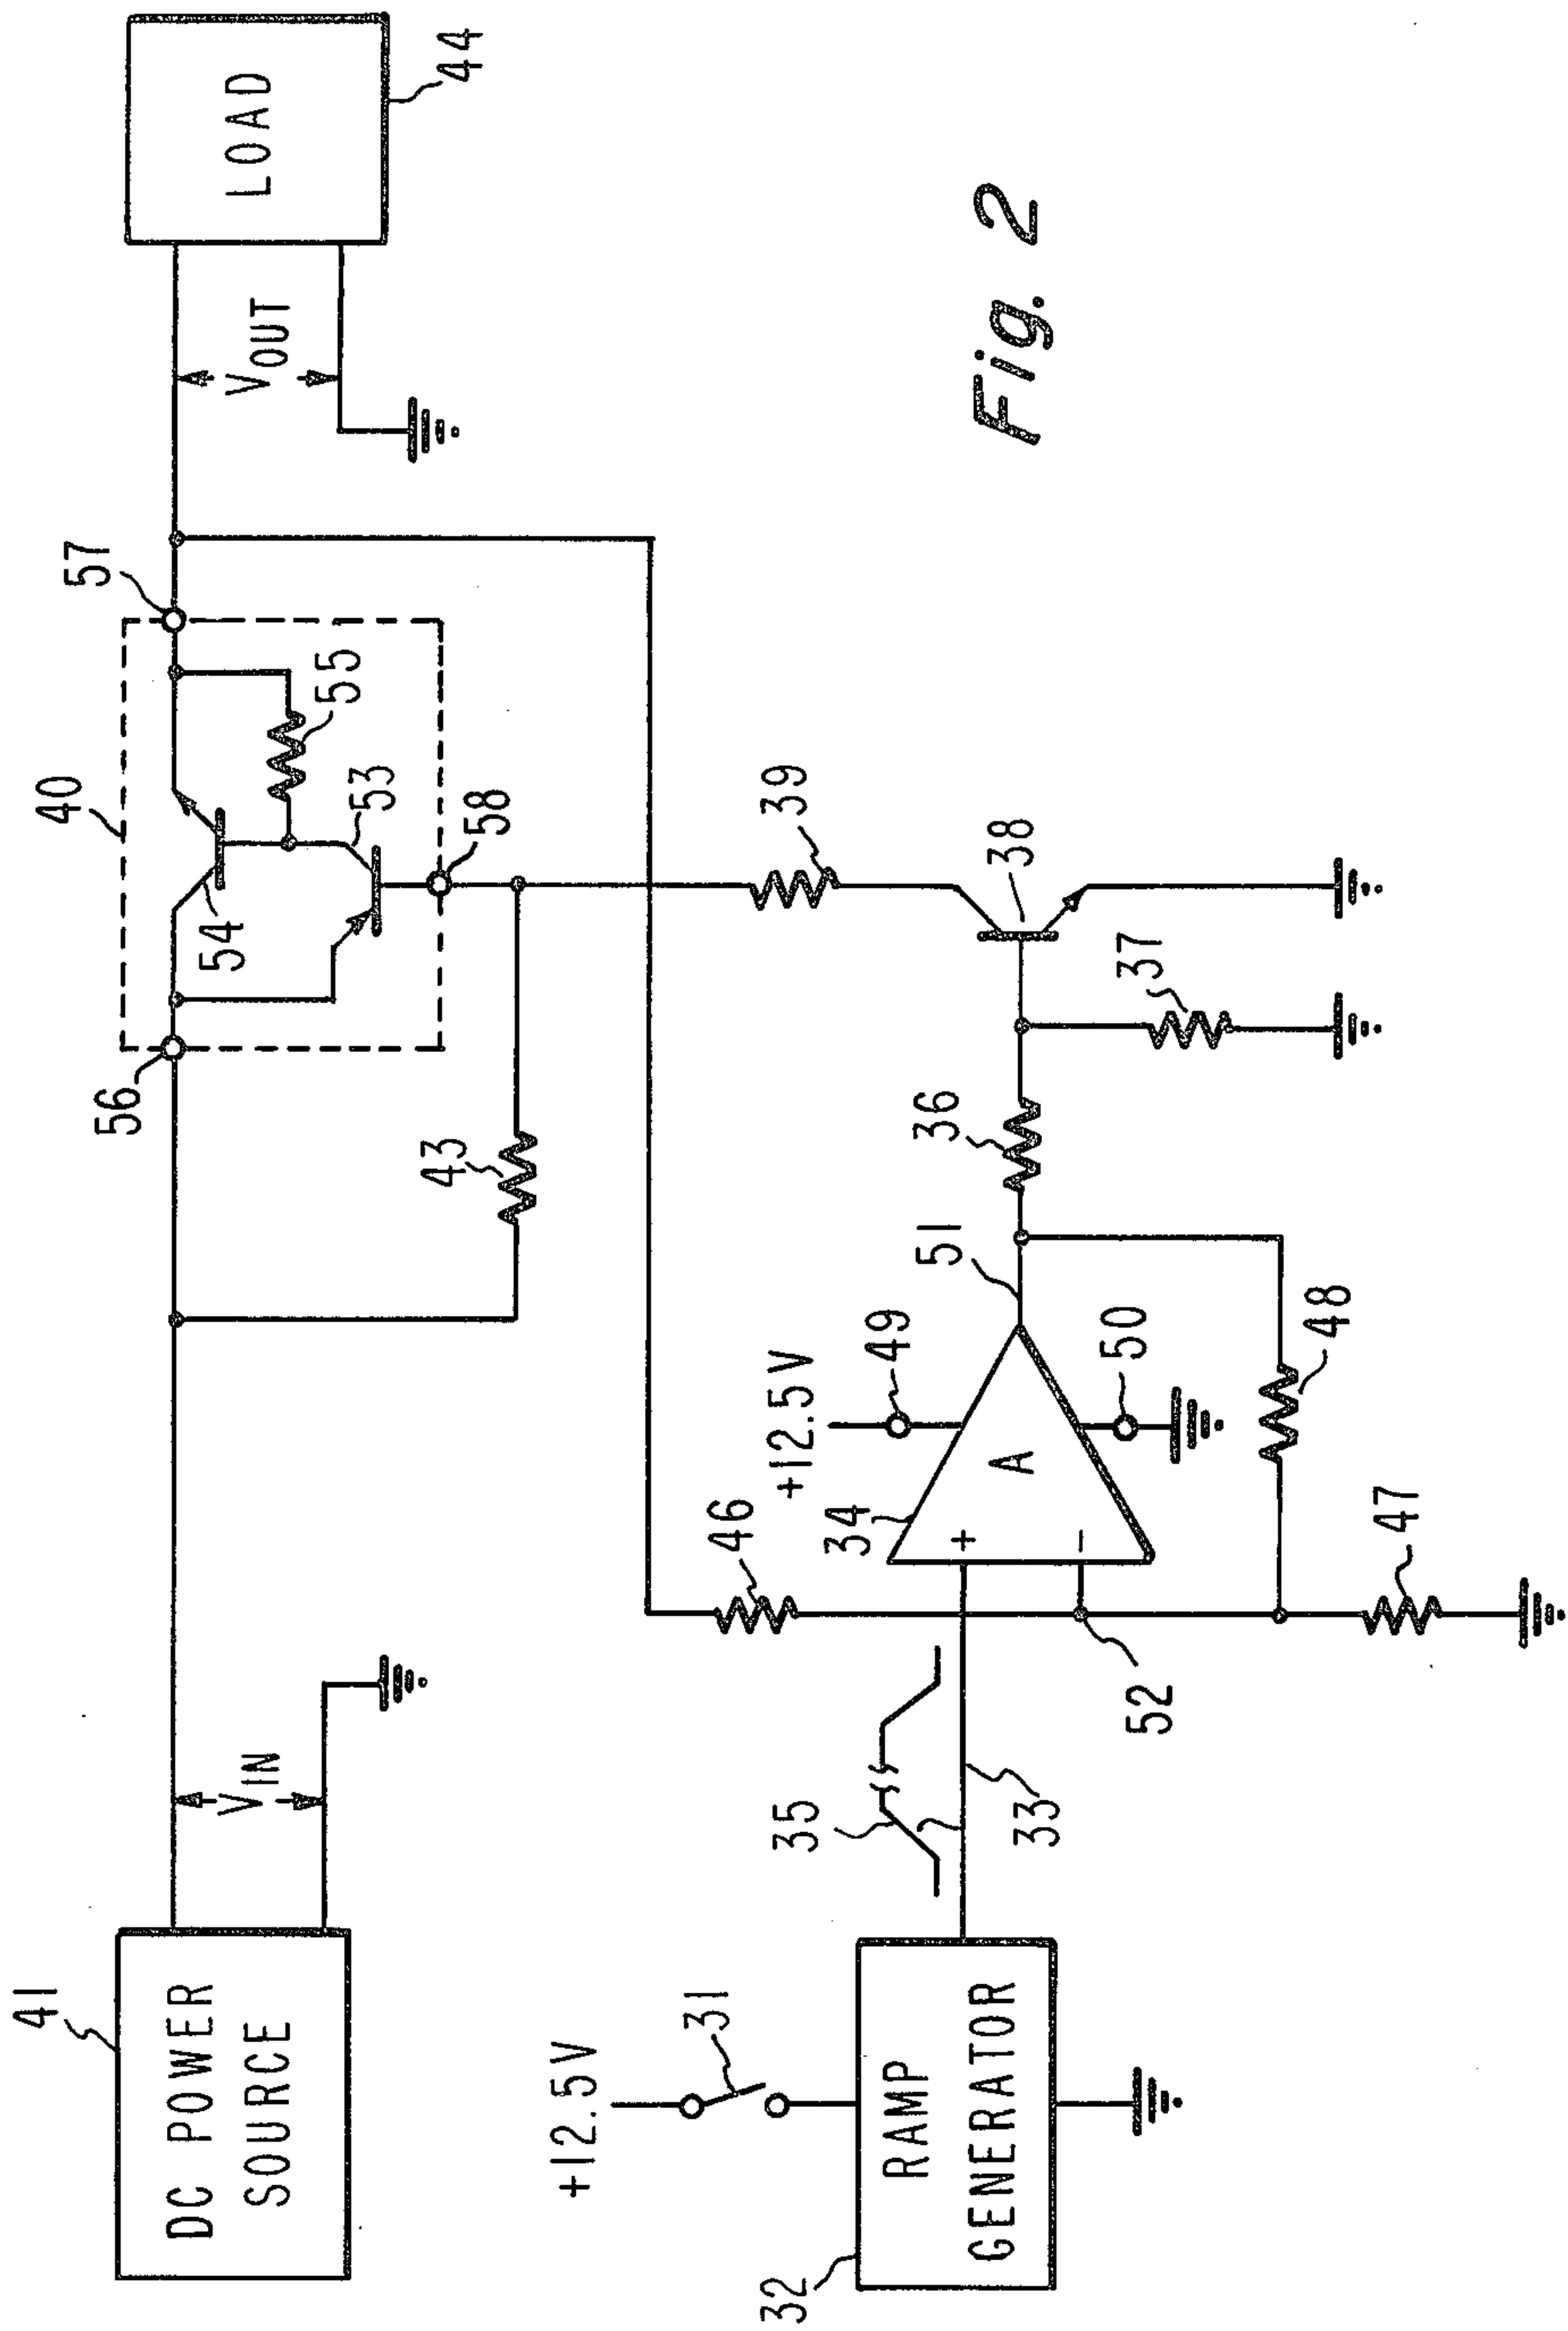 41
DC POWER
SOURCE
VIN
56
40
57
54
53
55
58
43
VOUT
LOAD
44
+12.5V
31
32
RAMP
GENERATOR
35
33
52
46
47
34
+
−
A
+12.5V
49
50
48
51
36
37
38
39
Fig. 2